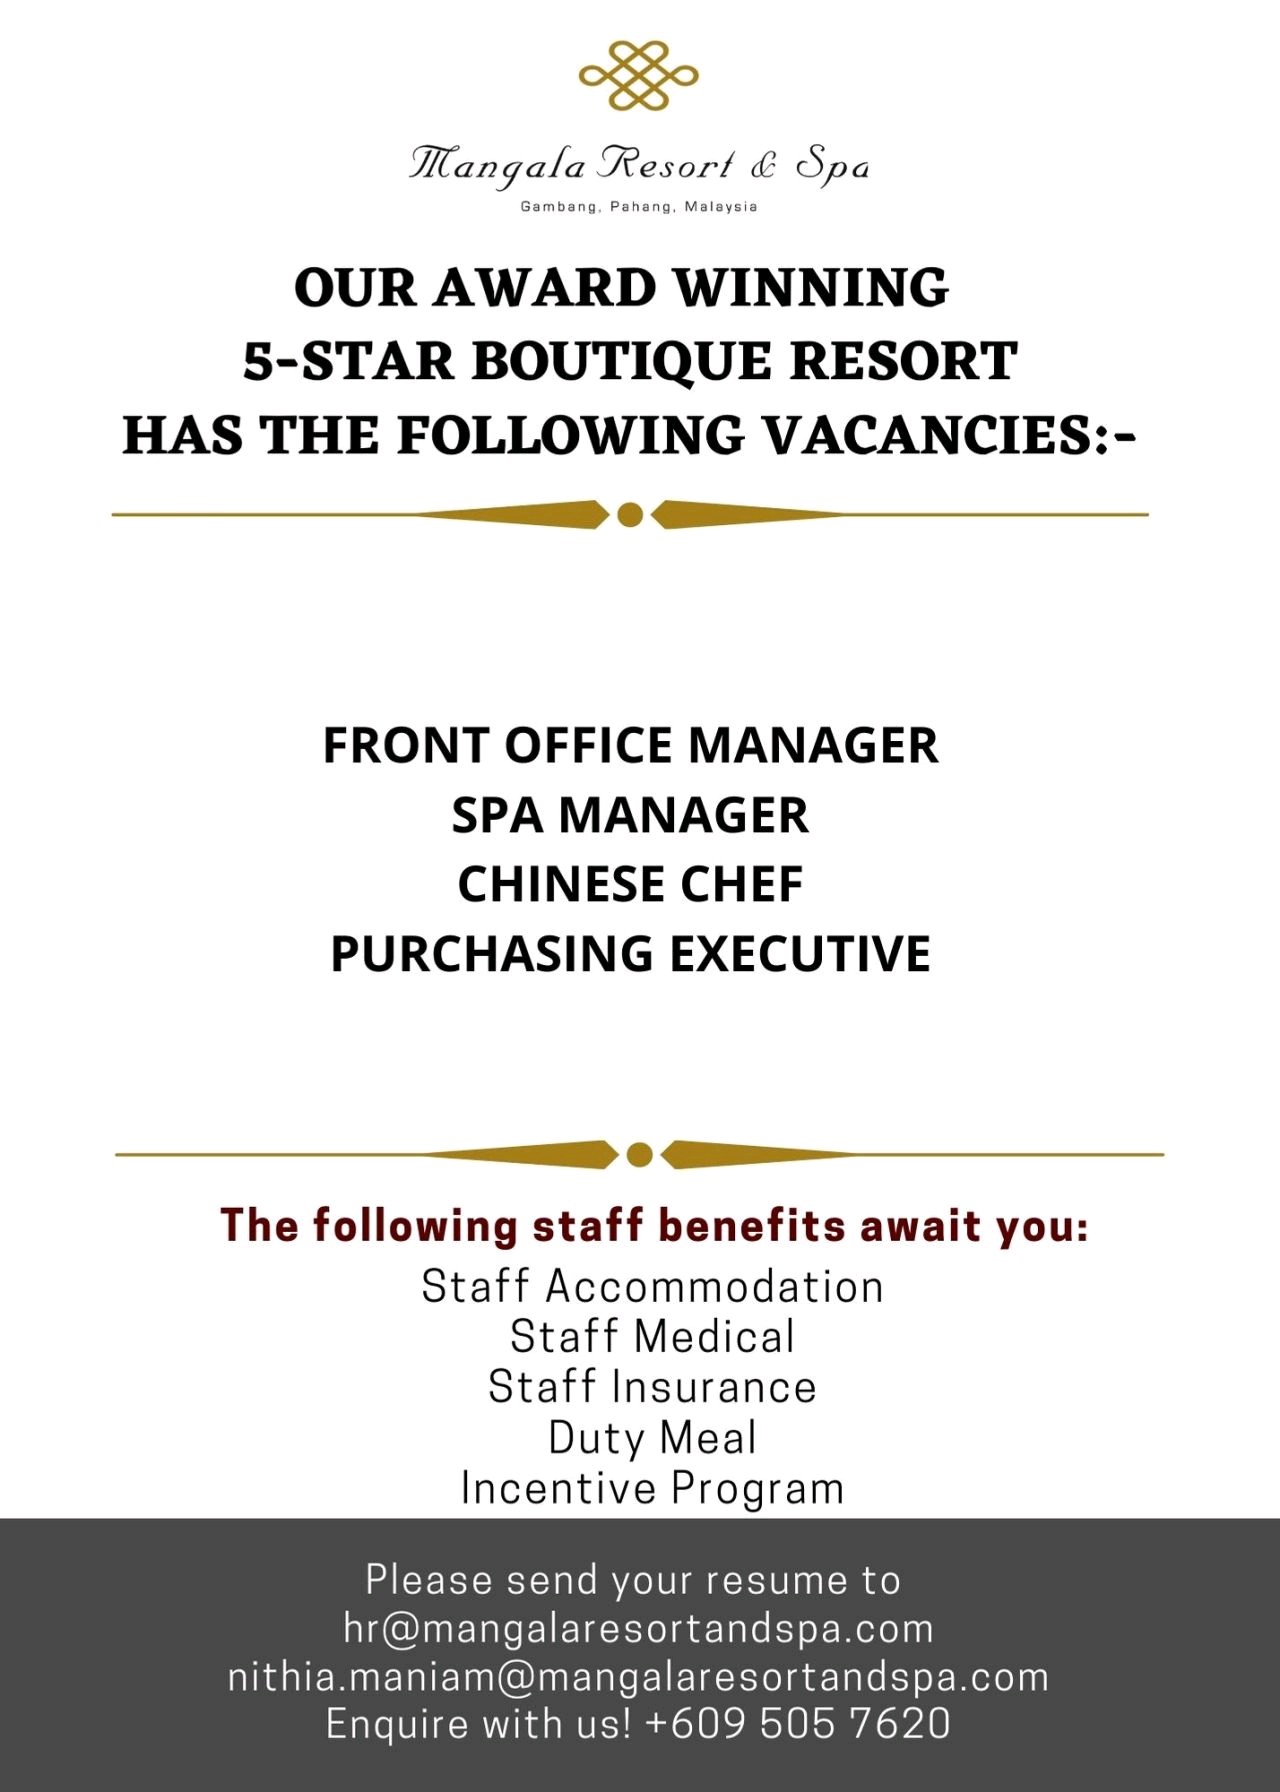 Mangala Resort & Spa
Gambang, Pahang, Malaysia
OUR AWARD WINNING
5-STAR BOUTIQUE RESORT
HAS THE FOLLOWING VACANCIES:-
FRONT OFFICE MANAGER
SPA MANAGER
CHINESE CHEF
PURCHASING EXECUTIVE
The following staff benefits await you:
Staff Accommodation
Staff Medical
Staff Insurance
Duty Meal
Incentive Program
Please send your resume to
hr@mangalaresortandspa.com
nithia.maniam@mangalaresortandspa.com
Enquire with us! +609 505 7620